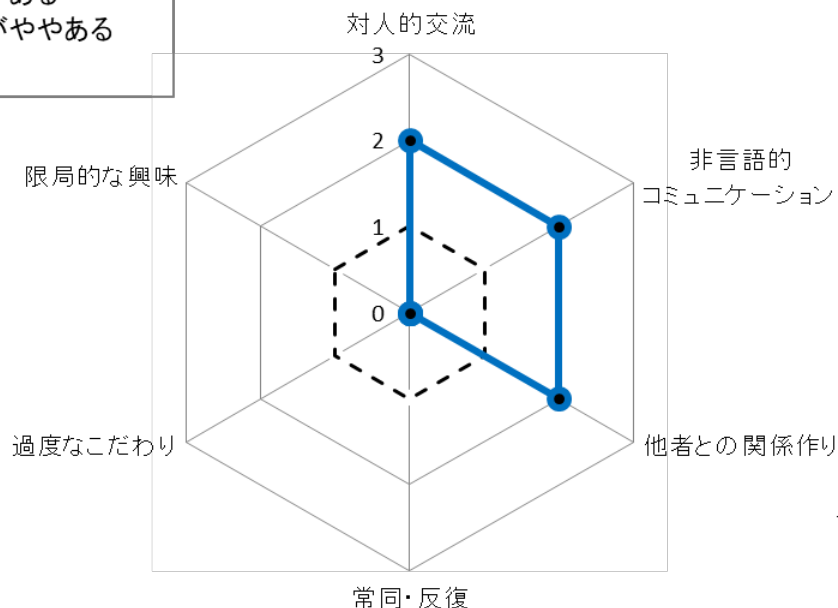 ある
がややある
対人的交流
3
2
1
0
非言語的
コミュニケーション
限局的な興味
過度なこだわり
他者との関係作り
常同・反復